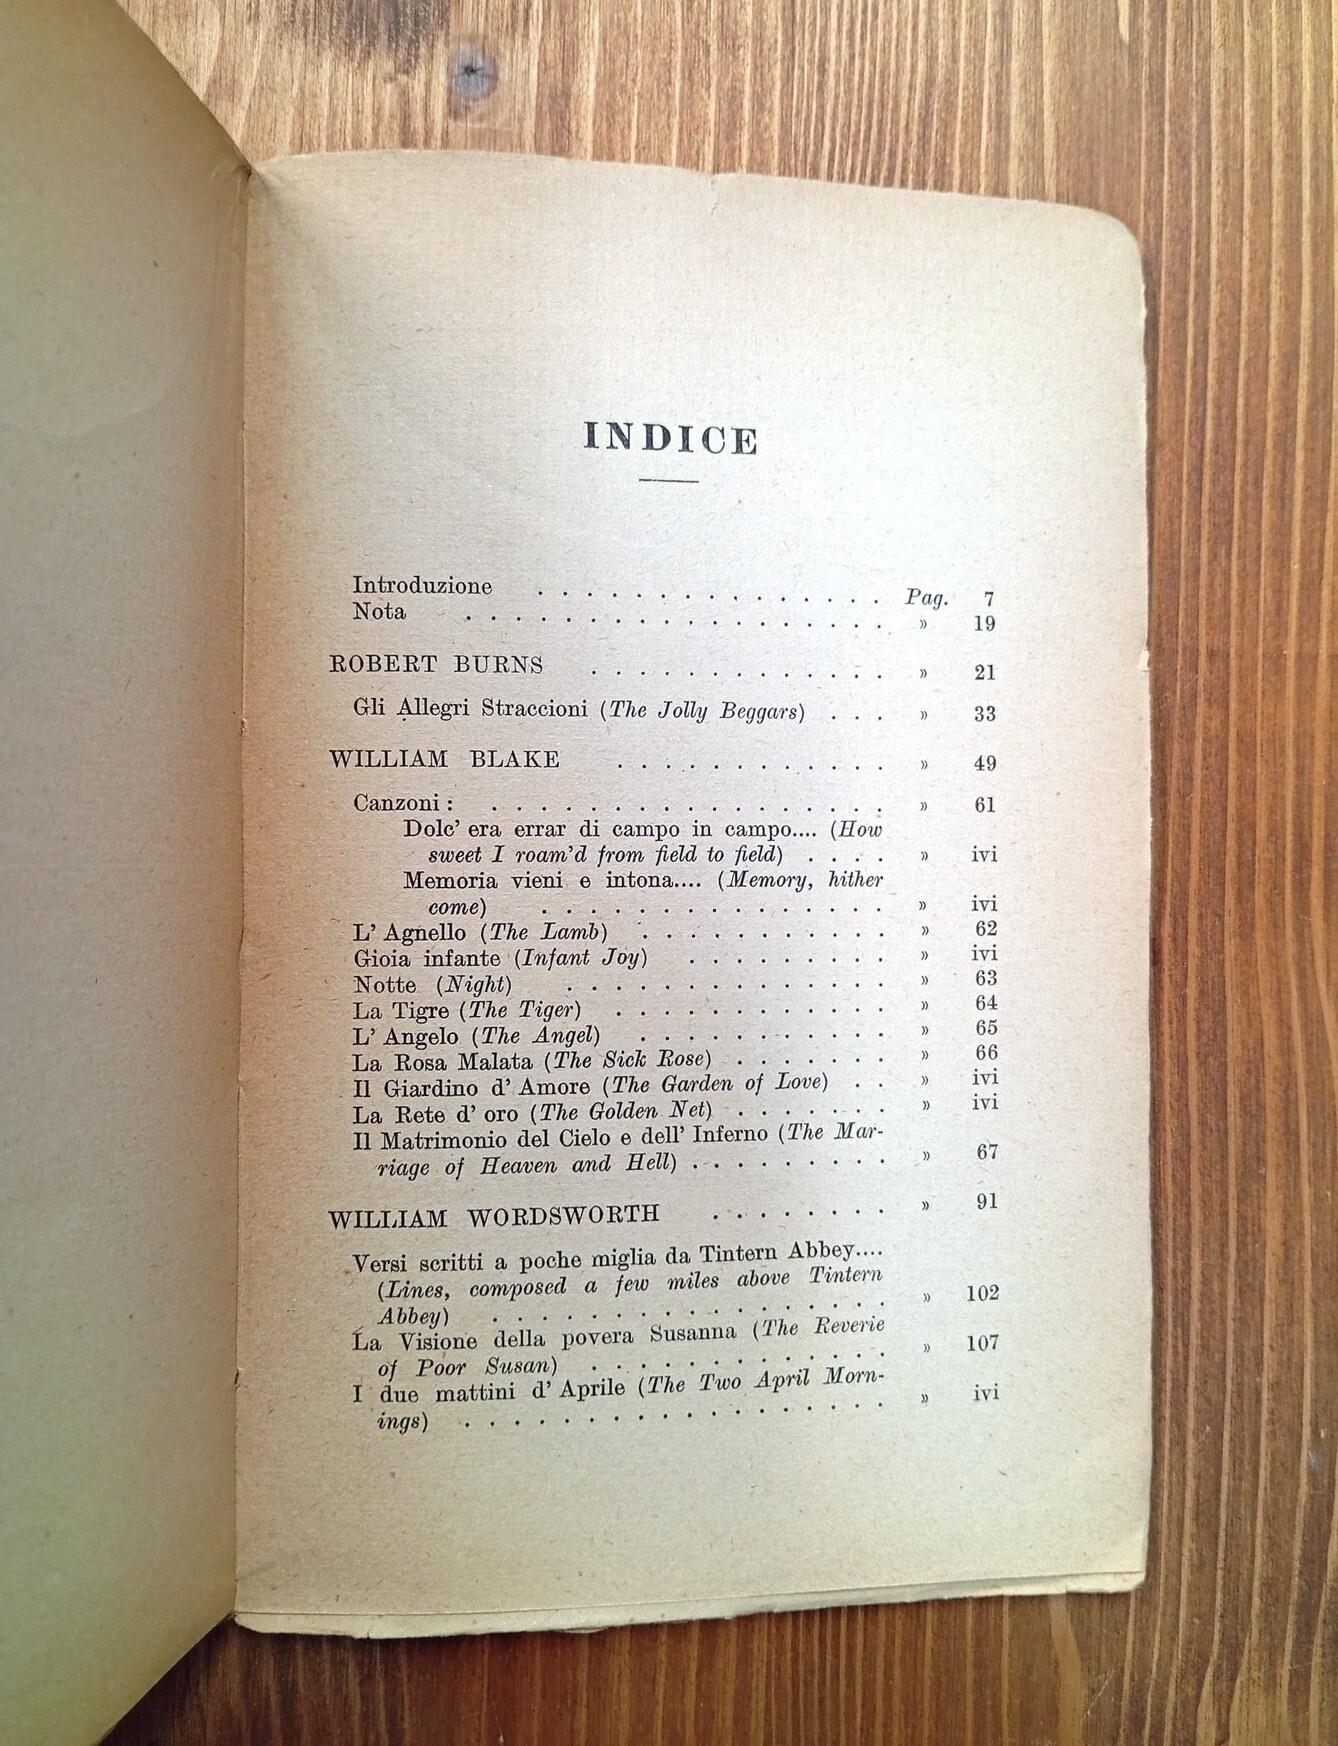 INDICE
Introduzione . . . . . . . . . . . . . . . Pag. 7
Nota . . . . . . . . . . . . . . . . . . » 19
ROBERT BURNS . . . . . . . . . . . . . » 21
Gli Allegri Straccioni (The Jolly Beggars) . . . » 33
WILLIAM BLAKE . . . . . . . . . . . . » 49
Canzoni : . . . . . . . . . . . . . . . . . » 61
Dolc' era errar di campo in campo.... (How
sweet I roam'd from field to field) . . . . » ivi
Memoria vieni e intona.... (Memory, hither
come) . . . . . . . . . . . . . . . » ivi
L' Agnello (The Lamb) . . . . . . . . . . . » 62
Gioia infante (Infant Joy) . . . . . . . . . » ivi
Notte (Night) . . . . . . . . . . . . . . » 63
La Tigre (The Tiger) . . . . . . . . . . . . » 64
L' Angelo (The Angel) . . . . . . . . . . . » 65
La Rosa Malata (The Sick Rose) . . . . . . . » 66
Il Giardino d' Amore (The Garden of Love) . . » ivi
La Rete d' oro (The Golden Net) . . . . . . . » ivi
Il Matrimonio del Cielo e dell' Inferno (The Mar-
riage of Heaven and Hell) . . . . . . . . . » 67
WILLIAM WORDSWORTH . . . . . . . . » 91
Versi scritti a poche miglia da Tintern Abbey....
(Lines, composed a few miles above Tintern
Abbey) . . . . . . . . . . . . . . . . » 102
La Visione della povera Susanna (The Reverie
of Poor Susan) . . . . . . . . . . . . » 107
I due mattini d' Aprile (The Two April Morn-
ings) . . . . . . . . . . . . . . . . . . » ivi